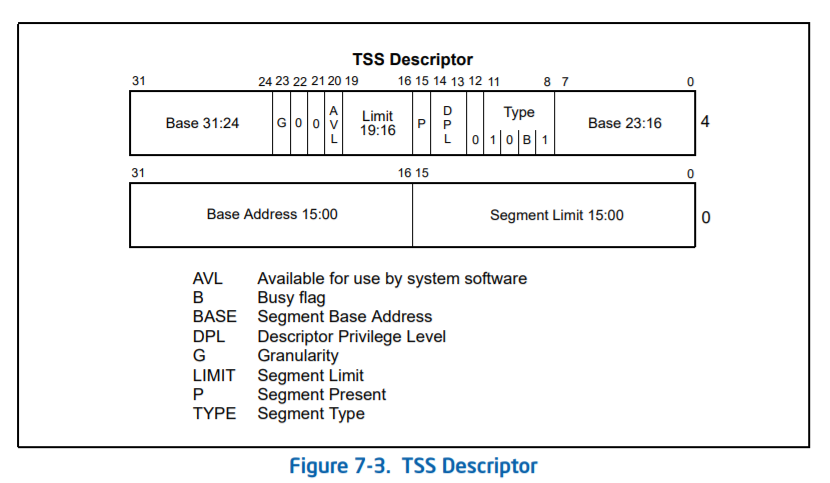 TSS Descriptor
31 24 23 22 21 20 19 16 15 14 13 12 11 8 7 0
Base 31:24 G 0 0 AVL Limit 19:16 P DPL 0 Type 1 0 B 1 Base 23:16 4
31 16 15 0
Base Address 15:00 Segment Limit 15:00 0
AVL Available for use by system software
B Busy flag
BASE Segment Base Address
DPL Descriptor Privilege Level
G Granularity
LIMIT Segment Limit
P Segment Present
TYPE Segment Type
Figure 7-3. TSS Descriptor